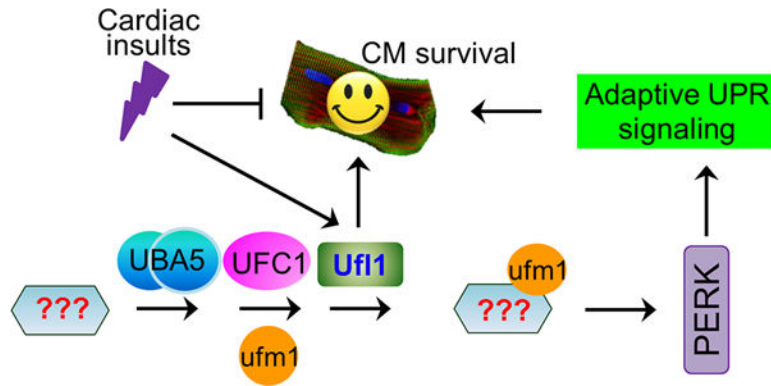 Cardiac
insults
CM survival
Adaptive UPR
signaling
UBA5
UFC1
Ufl1
???
ufm1
???
ufm1
PERK